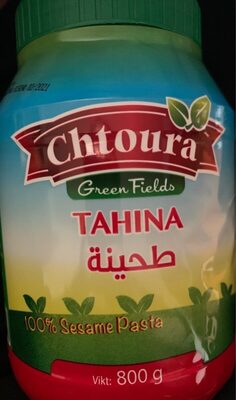 Chtoura
Green Fields
TAHINA
طحينة
100% Sesame Pasta
Vikt: 800 g